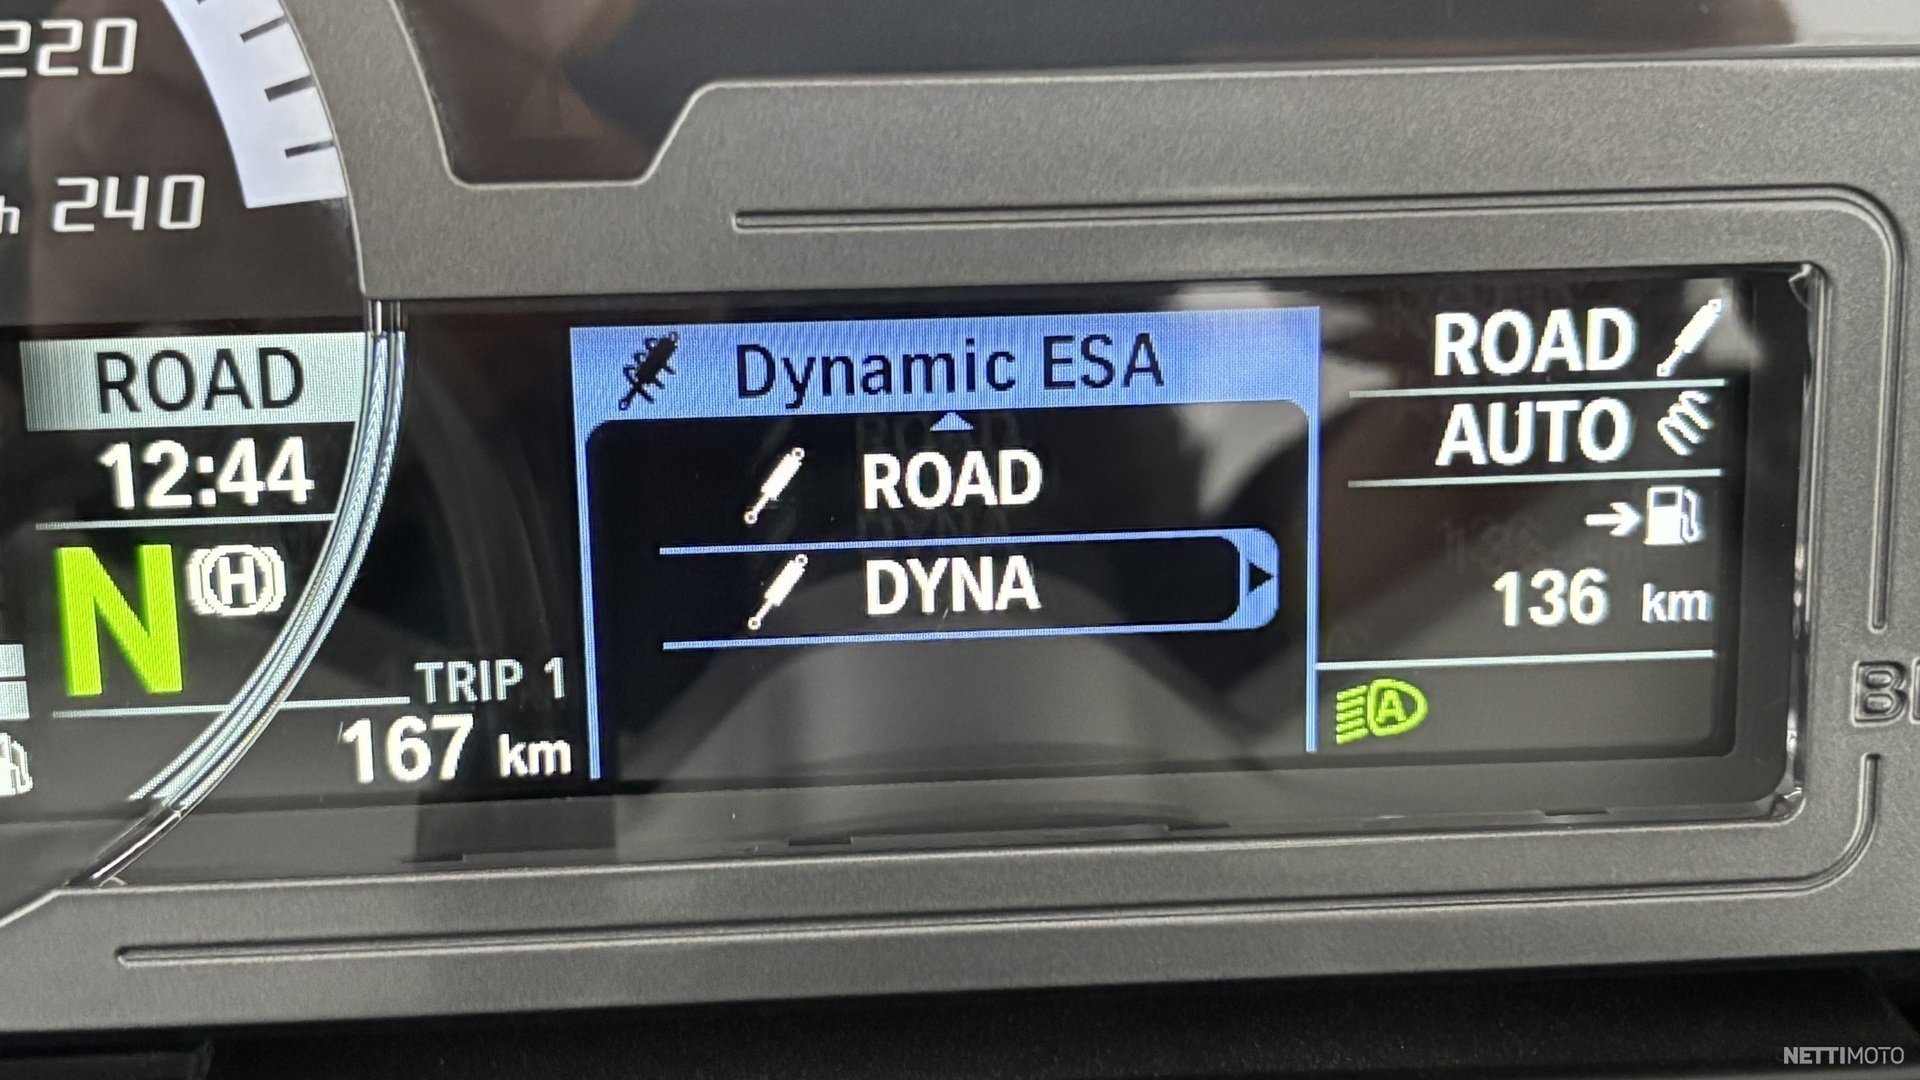 220
240
ROAD
12:44
N
H
TRIP 1
167 km
Dynamic ESA
ROAD
DYNA
ROAD
AUTO
136 km
A
NETTIMOTO